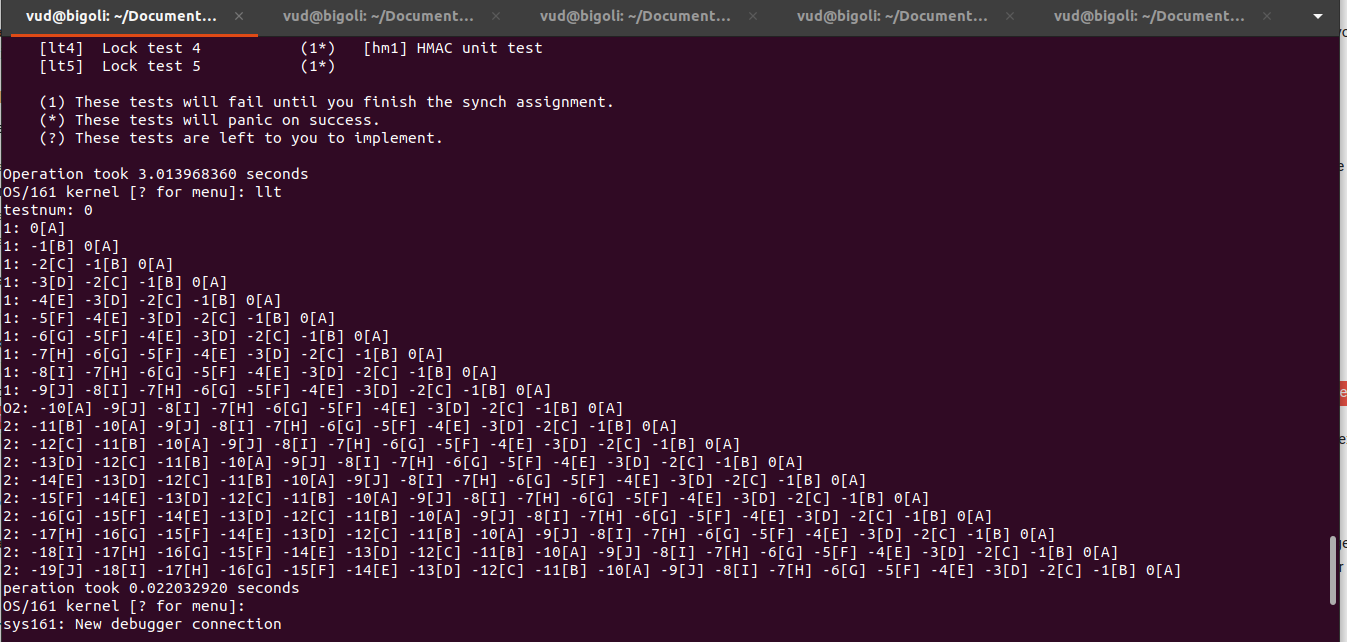 vud@bigoli: ~/Document... × vud@bigoli: ~/Document... × vud@bigoli: ~/Document... × vud@bigoli: ~/Document... × vud@bigoli: ~/Document... ×
[lt4] Lock test 4 (1*) [hm1] HMAC unit test
[lt5] Lock test 5 (1*)
(1) These tests will fail until you finish the synch assignment.
(*) These tests will panic on success.
(?) These tests are left to you to implement.
Operation took 3.013968360 seconds
OS/161 kernel [? for menu]: llt
testnum: 0
1: 0[A]
1: -1[B] 0[A]
1: -2[C] -1[B] 0[A]
1: -3[D] -2[C] -1[B] 0[A]
1: -4[E] -3[D] -2[C] -1[B] 0[A]
1: -5[F] -4[E] -3[D] -2[C] -1[B] 0[A]
1: -6[G] -5[F] -4[E] -3[D] -2[C] -1[B] 0[A]
1: -7[H] -6[G] -5[F] -4[E] -3[D] -2[C] -1[B] 0[A]
1: -8[I] -7[H] -6[G] -5[F] -4[E] -3[D] -2[C] -1[B] 0[A]
1: -9[J] -8[I] -7[H] -6[G] -5[F] -4[E] -3[D] -2[C] -1[B] 0[A]
O2: -10[A] -9[J] -8[I] -7[H] -6[G] -5[F] -4[E] -3[D] -2[C] -1[B] 0[A]
2: -11[B] -10[A] -9[J] -8[I] -7[H] -6[G] -5[F] -4[E] -3[D] -2[C] -1[B] 0[A]
2: -12[C] -11[B] -10[A] -9[J] -8[I] -7[H] -6[G] -5[F] -4[E] -3[D] -2[C] -1[B] 0[A]
2: -13[D] -12[C] -11[B] -10[A] -9[J] -8[I] -7[H] -6[G] -5[F] -4[E] -3[D] -2[C] -1[B] 0[A]
2: -14[E] -13[D] -12[C] -11[B] -10[A] -9[J] -8[I] -7[H] -6[G] -5[F] -4[E] -3[D] -2[C] -1[B] 0[A]
2: -15[F] -14[E] -13[D] -12[C] -11[B] -10[A] -9[J] -8[I] -7[H] -6[G] -5[F] -4[E] -3[D] -2[C] -1[B] 0[A]
2: -16[G] -15[F] -14[E] -13[D] -12[C] -11[B] -10[A] -9[J] -8[I] -7[H] -6[G] -5[F] -4[E] -3[D] -2[C] -1[B] 0[A]
2: -17[H] -16[G] -15[F] -14[E] -13[D] -12[C] -11[B] -10[A] -9[J] -8[I] -7[H] -6[G] -5[F] -4[E] -3[D] -2[C] -1[B] 0[A]
2: -18[I] -17[H] -16[G] -15[F] -14[E] -13[D] -12[C] -11[B] -10[A] -9[J] -8[I] -7[H] -6[G] -5[F] -4[E] -3[D] -2[C] -1[B] 0[A]
2: -19[J] -18[I] -17[H] -16[G] -15[F] -14[E] -13[D] -12[C] -11[B] -10[A] -9[J] -8[I] -7[H] -6[G] -5[F] -4[E] -3[D] -2[C] -1[B] 0[A]
peration took 0.022032920 seconds
OS/161 kernel [? for menu]:
sys161: New debugger connection